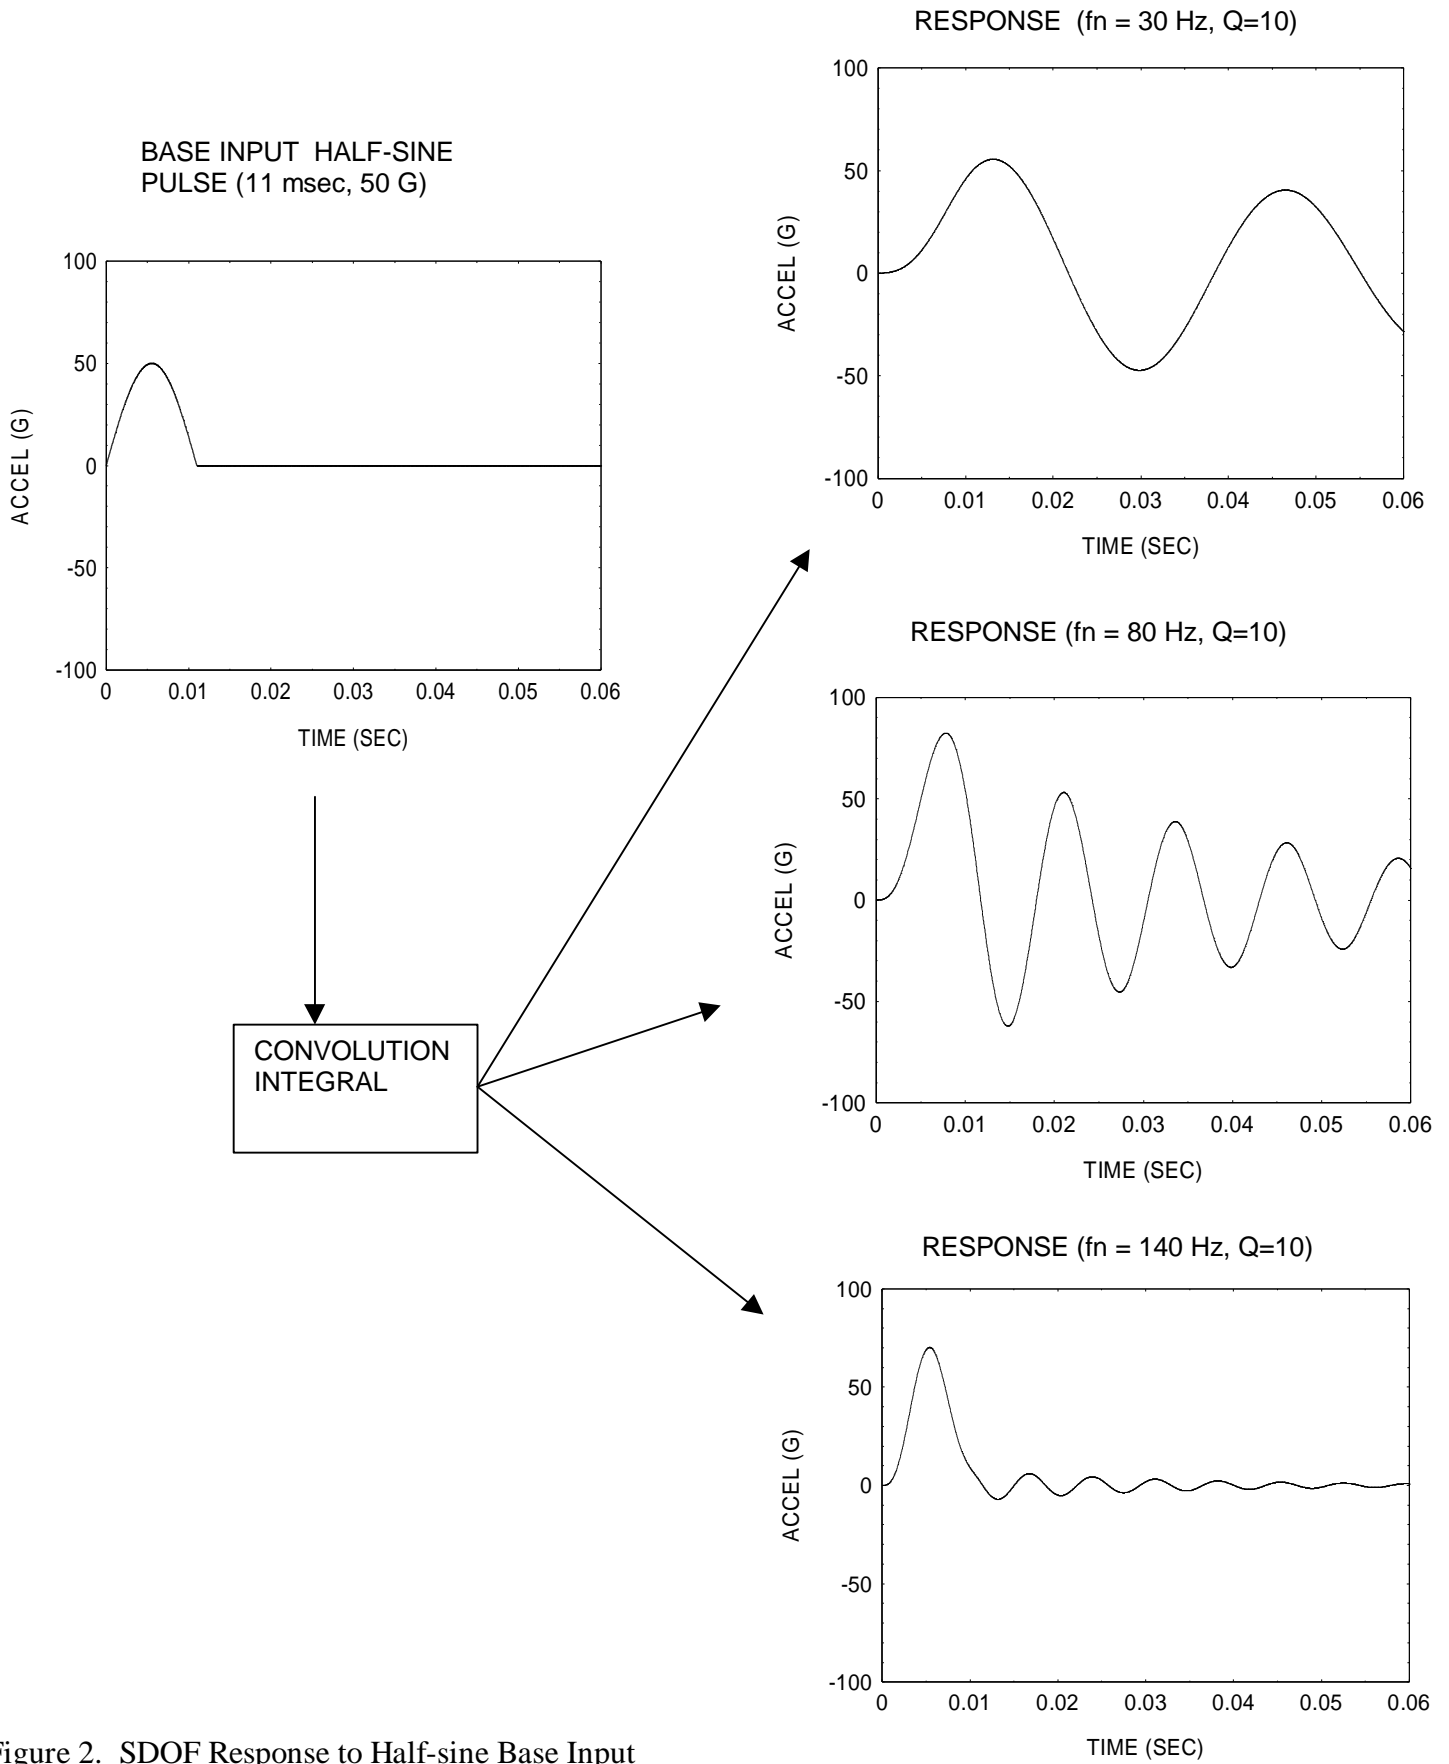 RESPONSE (fn = 30 Hz, Q=10)
100
50
0
-50
-100
ACCEL (G)
0 0.01 0.02 0.03 0.04 0.05 0.06
TIME (SEC)
BASE INPUT HALF-SINE
PULSE (11 msec, 50 G)
100
50
0
-50
-100
ACCEL (G)
0 0.01 0.02 0.03 0.04 0.05 0.06
TIME (SEC)
CONVOLUTION
INTEGRAL
RESPONSE (fn = 80 Hz, Q=10)
100
50
0
-50
-100
ACCEL (G)
0 0.01 0.02 0.03 0.04 0.05 0.06
TIME (SEC)
RESPONSE (fn = 140 Hz, Q=10)
100
50
0
-50
-100
ACCEL (G)
0 0.01 0.02 0.03 0.04 0.05 0.06
TIME (SEC)
Figure 2. SDOF Response to Half-sine Base Input